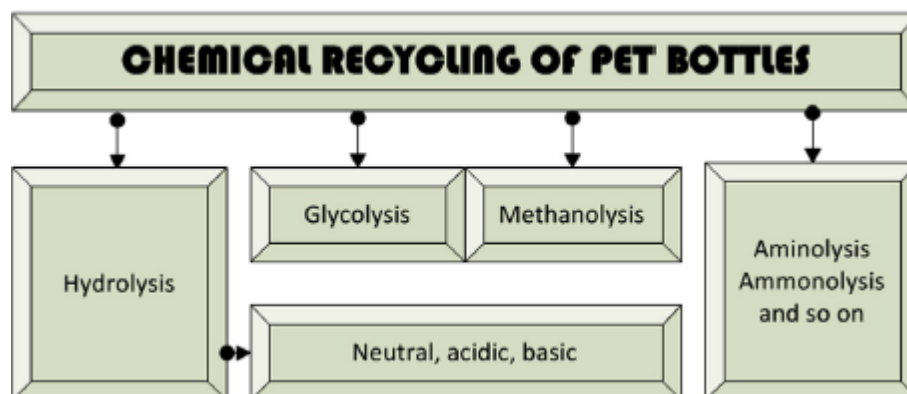 CHEMICAL RECYCLING OF PET BOTTLES
Glycolysis
Methanolysis
Hydrolysis
Aminolysis
Ammonolysis
and so on
Neutral, acidic, basic